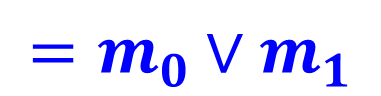 = m₀ ∨ m₁